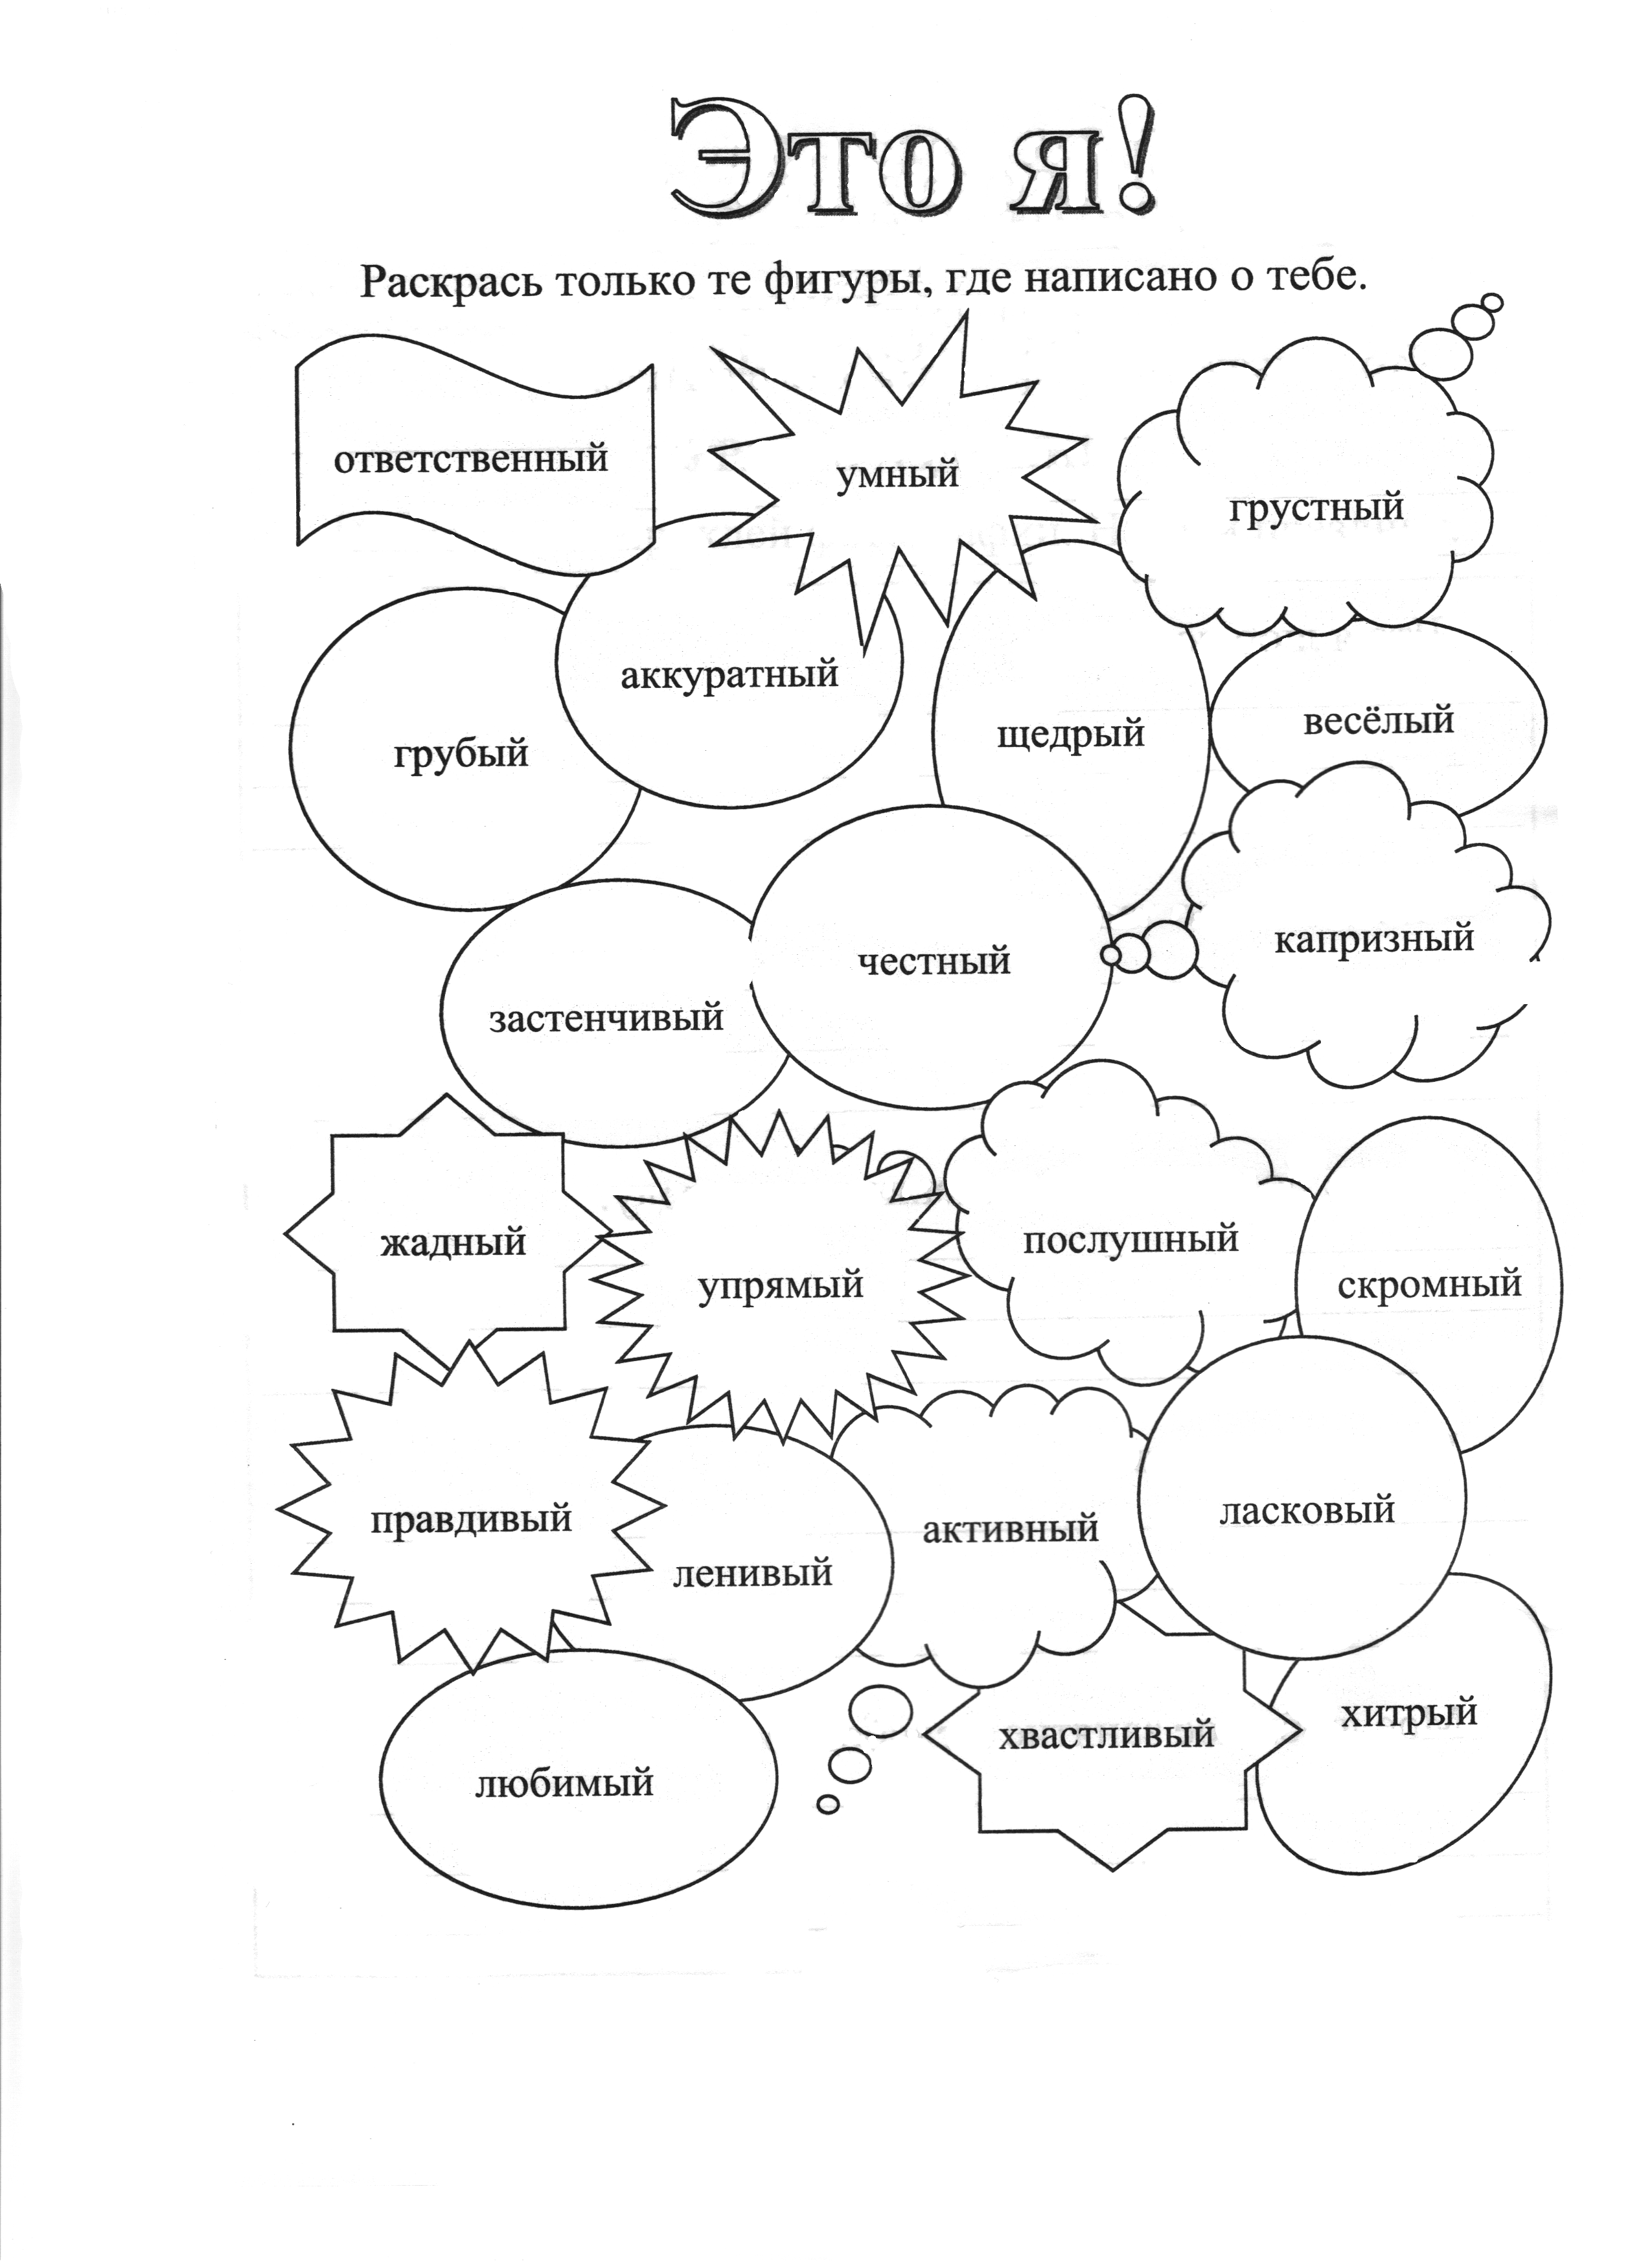 Это я!
Раскрась только те фигуры, где написано о тебе.
ответственный
умный
грустный
аккуратный
грубый
щедрый
весёлый
честный
капризный
застенчивый
жадный
упрямый
послушный
скромный
правдивый
ленивый
активный
ласковый
любимый
хвастливый
хитрый